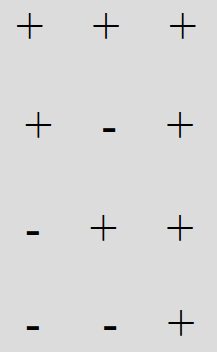 + + +
+ - +
- + +
- - +